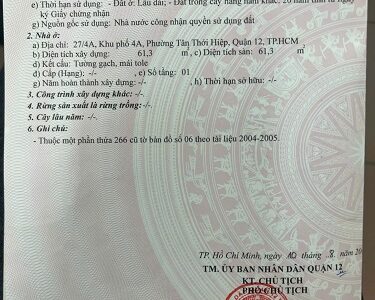 e) Thời hạn sử dụng: - Đất ở: Lâu dài; - Đất trồng cây hàng năm khác: 20 năm
ký Giấy chứng nhận
g) Nguồn gốc sử dụng: Nhà nước công nhận quyền sử dụng đất
2. Nhà ở:
a) Địa chỉ: 27/4A, Khu phố 4A, Phường Tân Thới Hiệp, Quận 12, TP.HCM
b) Diện tích xây dựng: 61,3 m², c) Diện tích sàn: 61,3 m²
d) Kết cấu: Tường gạch, mái tole
đ) Cấp (Hạng): -/- ; e) Số tầng: 01
g) Năm hoàn thành xây dựng: -/- , h) Thời hạn sở hữu: -/-
3. Công trình xây dựng khác: -/-.
4. Rừng sản xuất là rừng trồng: -/-.
5. Cây lâu năm: -/-.
6. Ghi chú:
- Thuộc một phần thửa 266 cũ tờ bản đồ số 06 theo tài liệu 2004-2005.
TP. Hồ Chí Minh, ngày 10 tháng 8 năm
TM. ỦY BAN NHÂN DÂN QUẬN 12
KT. CHỦ TỊCH
PHÓ CHỦ TỊCH